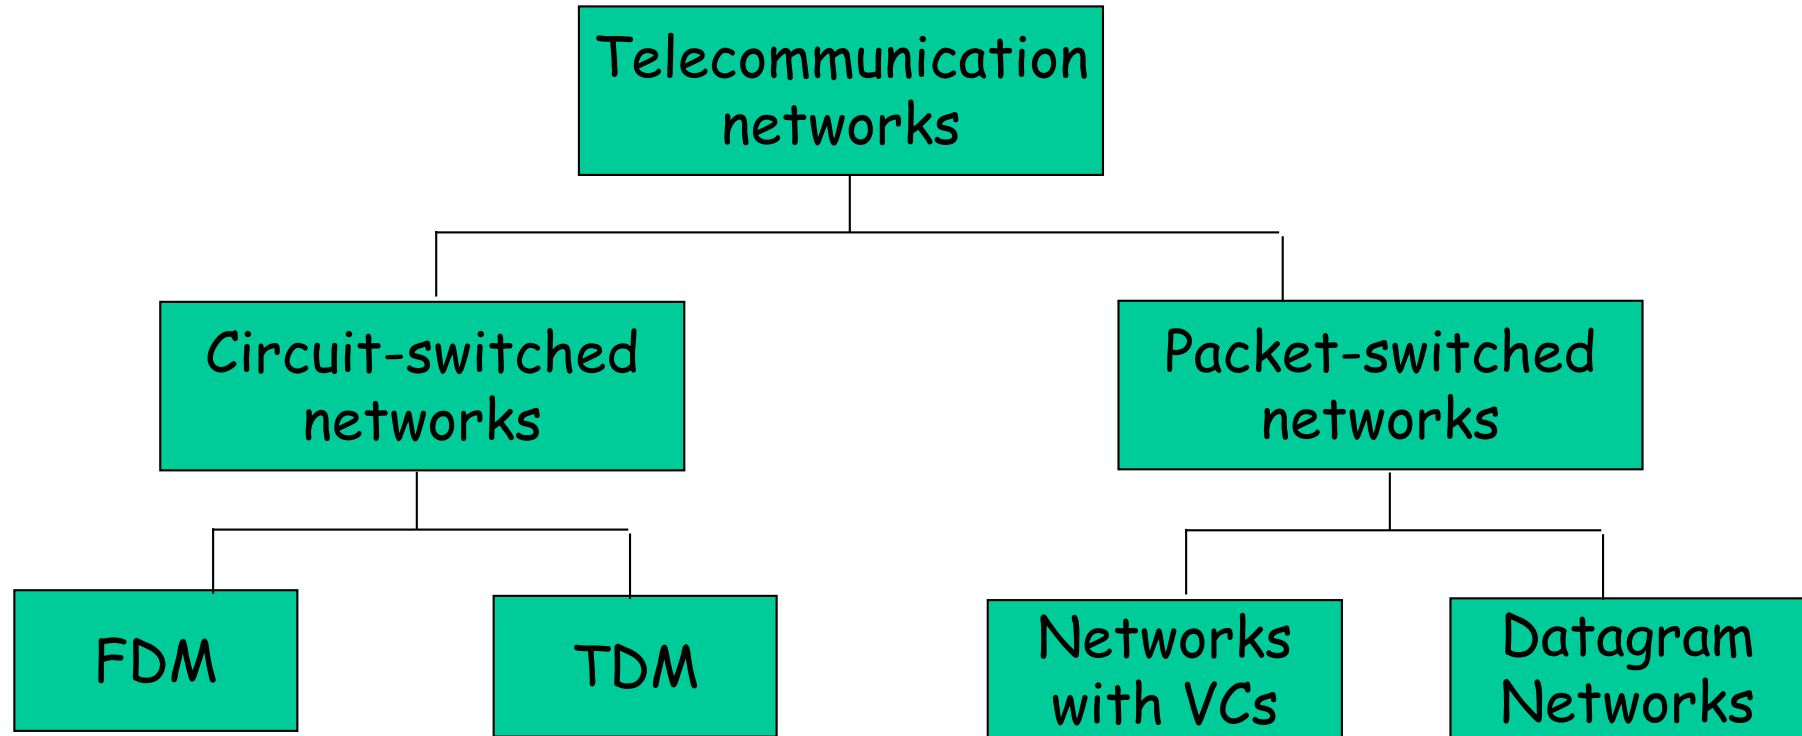 Telecommunication
networks
Circuit-switched
networks
Packet-switched
networks
FDM
TDM
Networks
with VCs
Datagram
Networks